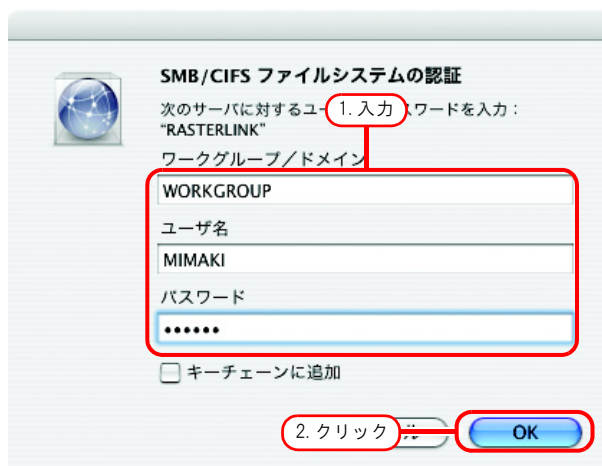 SMB/CIFS ファイルシステムの認証
次のサーバに対するユー 1. 入力 スワードを入力：
“RASTERLINK”
ワークグループ／ドメイン
WORKGROUP
ユーザ名
MIMAKI
パスワード
••••••
キーチェーンに追加
2. クリック ル OK